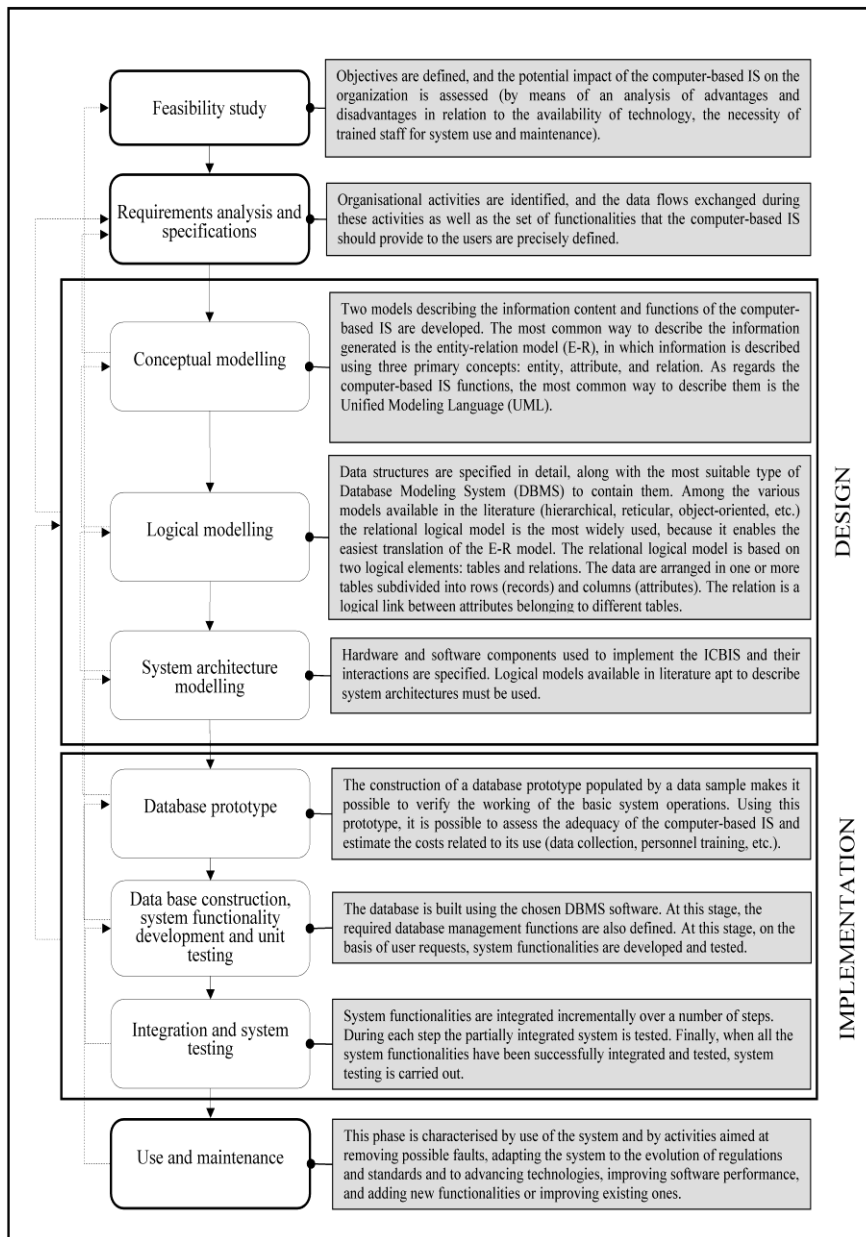 Feasibility study
Objectives are defined, and the potential impact of the computer-based IS on the
organization is assessed (by means of an analysis of advantages and
disadvantages in relation to the availability of technology, the necessity of
trained staff for system use and maintenance).
Requirements analysis and
specifications
Organisational activities are identified, and the data flows exchanged during
these activities as well as the set of functionalities that the computer-based IS
should provide to the users are precisely defined.
DESIGN
Conceptual modelling
Two models describing the information content and functions of the computer-
based IS are developed. The most common way to describe the information
generated is the entity-relation model (E-R), in which information is described
using three primary concepts: entity, attribute, and relation. As regards the
computer-based IS functions, the most common way to describe them is the
Unified Modeling Language (UML).
Logical modelling
Data structures are specified in detail, along with the most suitable type of
Database Modeling System (DBMS) to contain them. Among the various
models available in the literature (hierarchical, reticular, object-oriented, etc.)
the relational logical model is the most widely used, because it enables the
easiest translation of the E-R model. The relational logical model is based on
two logical elements: tables and relations. The data are arranged in one or more
tables subdivided into rows (records) and columns (attributes). The relation is a
logical link between attributes belonging to different tables.
System architecture
modelling
Hardware and software components used to implement the ICBIS and their
interactions are specified. Logical models available in literature apt to describe
system architectures must be used.
IMPLEMENTATION
Database prototype
The construction of a database prototype populated by a data sample makes it
possible to verify the working of the basic system operations. Using this
prototype, it is possible to assess the adequacy of the computer-based IS and
estimate the costs related to its use (data collection, personnel training, etc.).
Data base construction,
system functionality
development and unit
testing
The database is built using the chosen DBMS software. At this stage, the
required database management functions are also defined. At this stage, on the
basis of user requests, system functionalities are developed and tested.
Integration and system
testing
System functionalities are integrated incrementally over a number of steps.
During each step the partially integrated system is tested. Finally, when all the
system functionalities have been successfully integrated and tested, system
testing is carried out.
Use and maintenance
This phase is characterised by use of the system and by activities aimed at
removing possible faults, adapting the system to the evolution of regulations
and standards and to advancing technologies, improving software performance,
and adding new functionalities or improving existing ones.